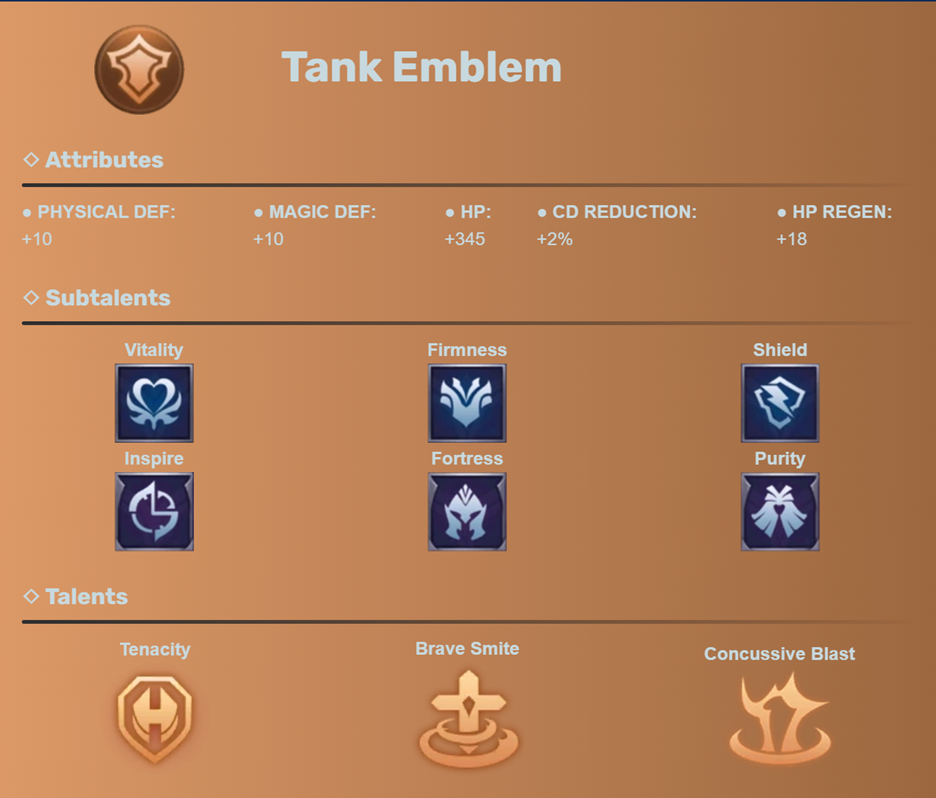 Tank Emblem
◇ Attributes
● PHYSICAL DEF: ● MAGIC DEF: ● HP: ● CD REDUCTION: ● HP REGEN:
+10 +10 +345 +2% +18
◇ Subtalents
Vitality Firmness Shield
Inspire Fortress Purity
◇ Talents
Tenacity Brave Smite Concussive Blast